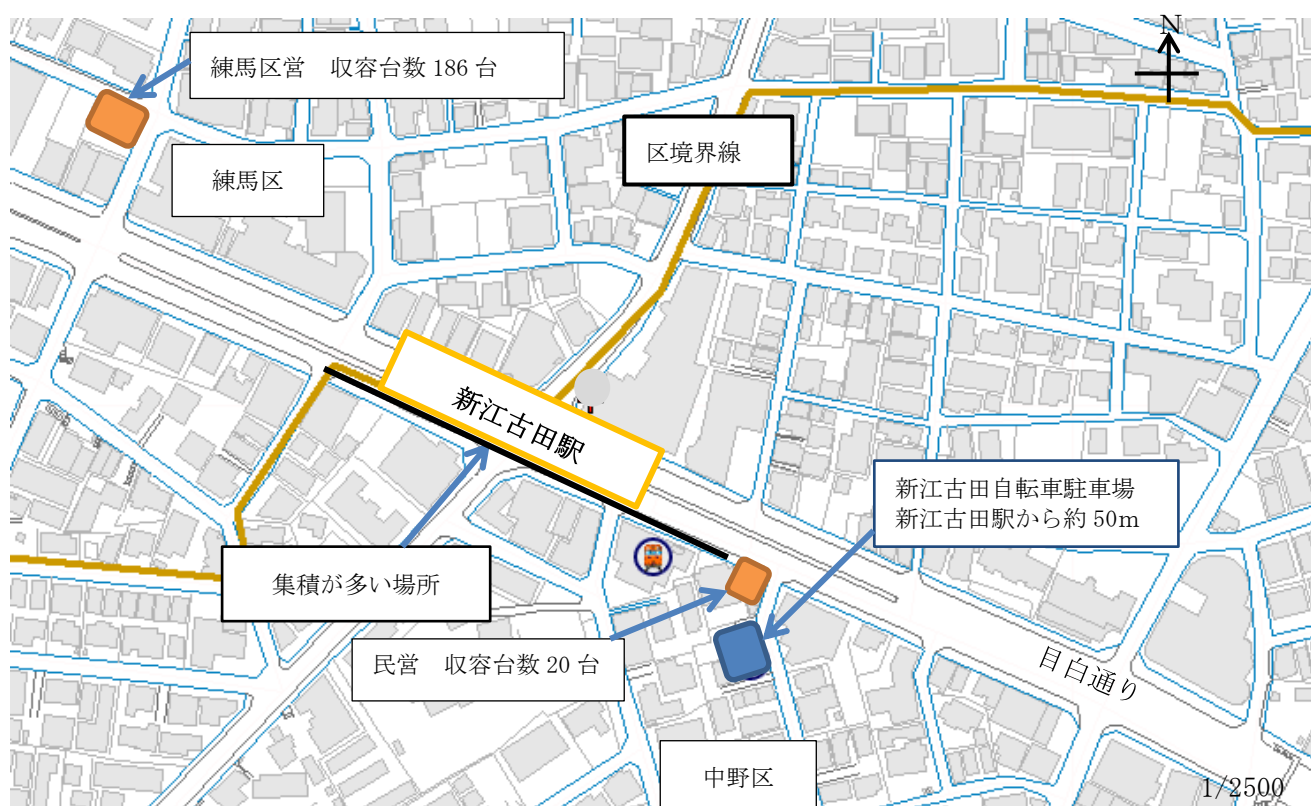 N
練馬区営　収容台数 186 台
区境界線
練馬区
新江古田駅
新江古田自転車駐車場
新江古田駅から約 50m
集積が多い場所
民営　収容台数 20 台
目白通り
中野区
1/2500